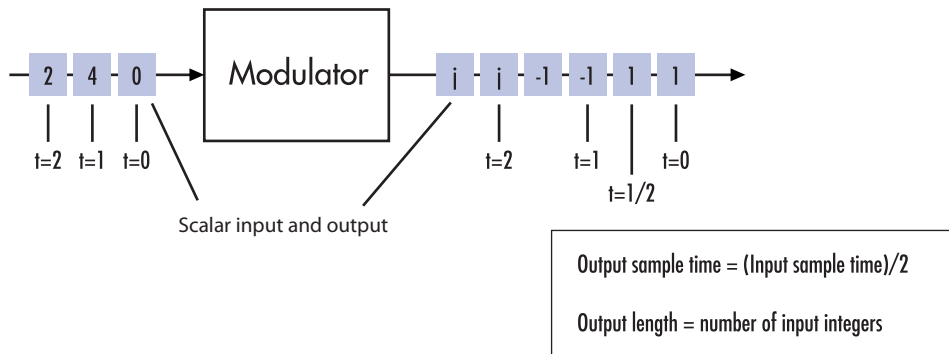 2 4 0 Modulator j j -1 -1 1 1
t=2 t=1 t=0 t=2 t=1 t=0
t=1/2
Scalar input and output
Output sample time = (Input sample time)/2
Output length = number of input integers